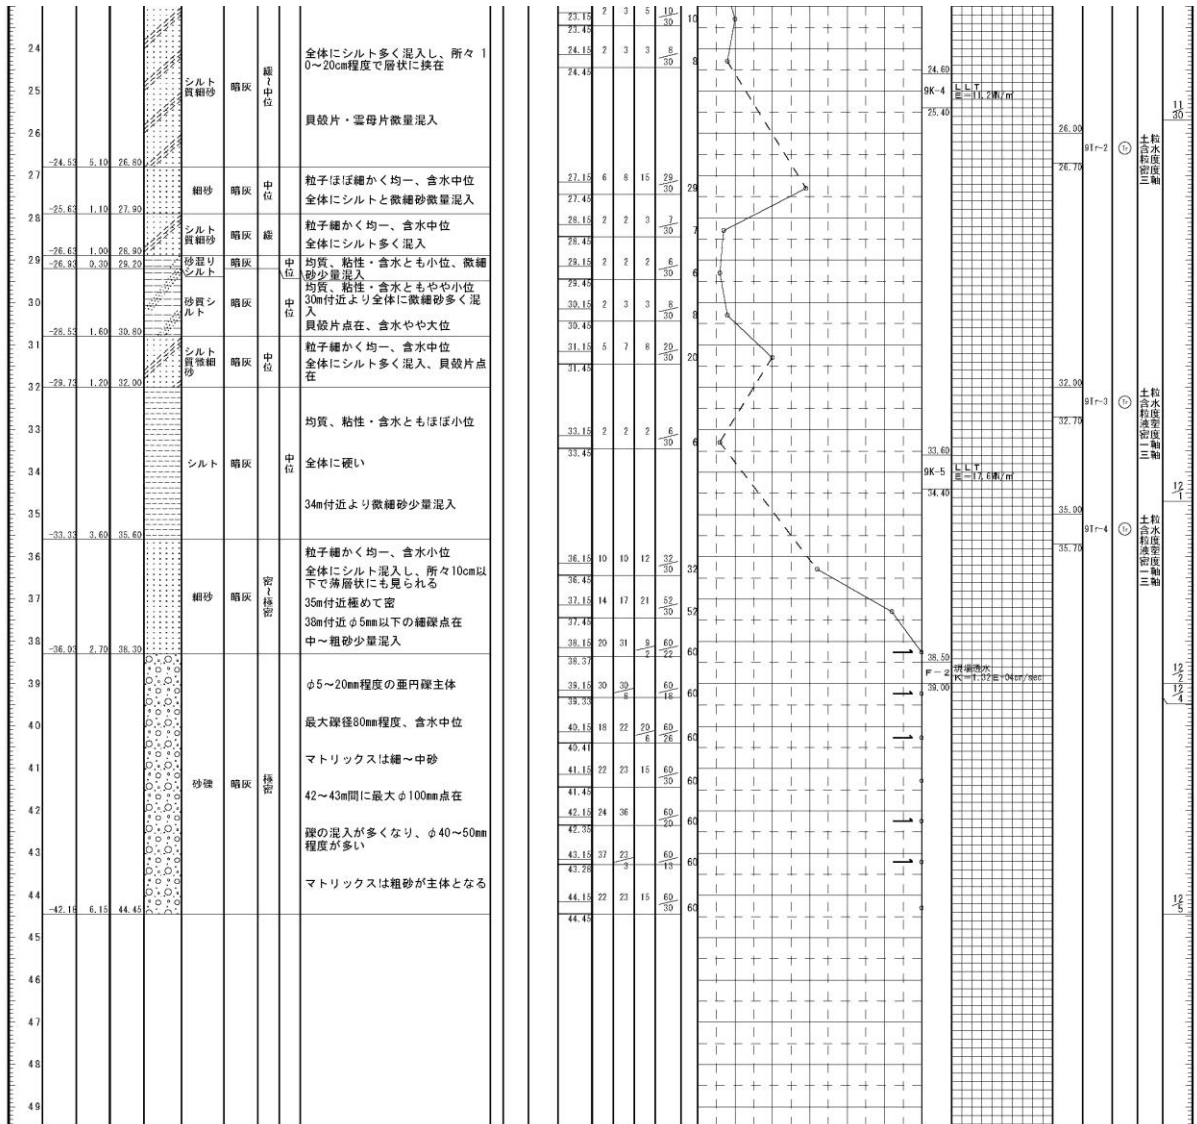 24
25
26
27
28
29
30
31
32
33
34
35
36
37
38
39
40
41
42
43
44
45
46
47
48
49
-24.53 5.10 26.80
シルト
質細砂
暗灰
緩~中位
全体にシルト多く混入し、所々 1
0~20cm程度で層状に挟在
貝殻片・雲母片微量混入
-25.63 1.10 27.90
細砂
暗灰
中位
粒子ほぼ細かく均一、含水中位
全体にシルトと微細砂微量混入
-26.63 1.00 28.90
シルト
質細砂
暗灰
緩
粒子細かく均一、含水中位
全体にシルト多く混入
-26.93 0.30 29.20
砂混り
シルト
暗灰
中位
均質、粘性・含水とも小位、微細
砂少量混入
-28.53 1.60 30.80
砂質シ
ルト
暗灰
中位
均質、粘性・含水ともやや小位
30m付近より全体に微細砂多く混
入
貝殻片点在、含水やや大位
-29.73 1.20 32.00
シルト
質微細
砂
暗灰
中位
粒子細かく均一、含水中位
全体にシルト多く混入、貝殻片点
在
-33.33 3.60 35.60
シルト
暗灰
中位
均質、粘性・含水ともほぼ小位
全体に硬い
34m付近より微細砂少量混入
-36.03 2.70 38.30
細砂
暗灰
密~極密
粒子細かく均一、含水小位
全体にシルト混入し、所々10cm以
下で薄層状にも見られる
35m付近極めて密
38m付近φ5mm以下の細礫点在
中~粗砂少量混入
-42.18 6.15 44.45
砂礫
暗灰
極密
φ5~20mm程度の亜円礫主体
最大礫径80mm程度、含水中位
マトリックスは細~中砂
42~43m間に最大φ100mm点在
礫の混入が多くなり、φ40~50mm
程度が多い
マトリックスは粗砂が主体となる
23.15 2 3 5 10/30 10
23.45
24.15 2 3 3 8/30 8
24.45
27.15 6 8 15 29/30 29
27.45
28.15 2 2 3 7/30 7
28.45
29.15 2 2 2 6/30 6
29.45
30.15 2 3 3 8/30 8
30.45
31.15 5 7 8 20/30 20
31.45
33.15 2 2 2 6/30 6
33.45
36.15 10 10 12 32/30 32
36.45
37.15 14 17 21 52/30 52
37.45
38.15 20 31 9/2 60/22 60
38.37
39.15 30 30/8 60/18 60
39.33
40.15 18 22 20/6 60/26 60
40.41
41.15 22 23 15 60/30 60
41.45
42.15 24 36 60/20 60
42.35
43.15 37 23/3 60/13 60
43.28
44.15 22 23 15 60/30 60
44.45
24.60
9K-4
25.40
LLT
33.60
9K-5
34.40
LLT
38.50
F-2
39.00
現場透水
K=1.32E-04cm/sec
26.00
9Tr-2
26.70
Tr
土粒
含水
粒度
密度
三軸
32.00
9Tr-3
32.70
Tr
土粒
含水
粒度
液塑
密度
一軸
三軸
35.00
9Tr-4
35.70
Tr
土粒
含水
粒度
液塑
密度
一軸
三軸
11/30
12/1
12/2
12/4
12/5